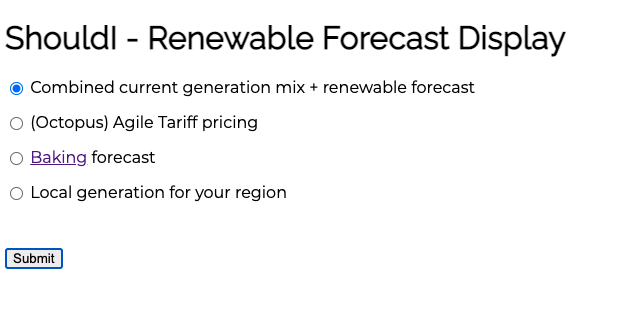 ShouldI - Renewable Forecast Display
Combined current generation mix + renewable forecast
(Octopus) Agile Tariff pricing
Baking forecast
Local generation for your region
Submit